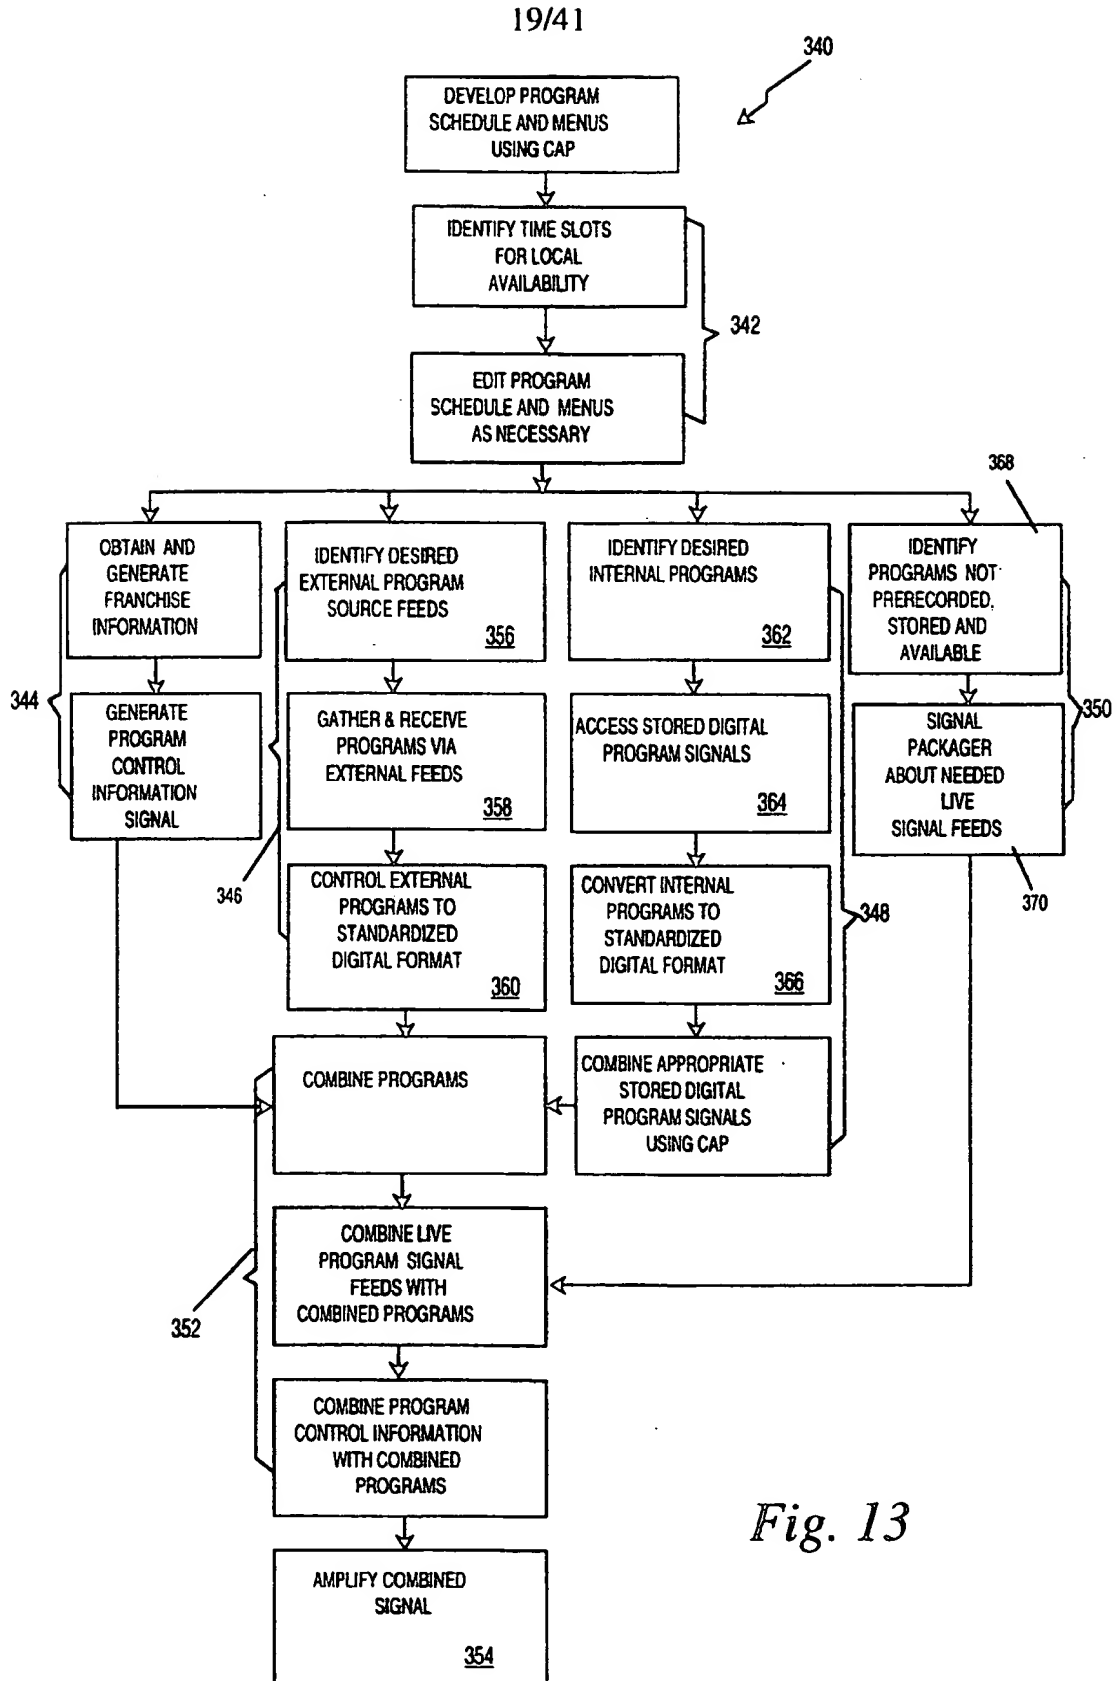 19/41
340
DEVELOP PROGRAM
SCHEDULE AND MENUS
USING CAP
IDENTIFY TIME SLOTS
FOR LOCAL
AVAILABILITY
342
EDIT PROGRAM
SCHEDULE AND MENUS
AS NECESSARY
368
OBTAIN AND
GENERATE
FRANCHISE
INFORMATION
IDENTIFY DESIRED
EXTERNAL PROGRAM
SOURCE FEEDS
356
IDENTIFY DESIRED
INTERNAL PROGRAMS
362
IDENTIFY
PROGRAMS NOT
PRERECORDED,
STORED AND
AVAILABLE
344
350
GENERATE
PROGRAM
CONTROL
INFORMATION
SIGNAL
GATHER & RECEIVE
PROGRAMS VIA
EXTERNAL FEEDS
358
ACCESS STORED DIGITAL
PROGRAM SIGNALS
364
SIGNAL
PACKAGER
ABOUT NEEDED
LIVE
SIGNAL FEEDS
346
370
CONTROL EXTERNAL
PROGRAMS TO
STANDARDIZED
DIGITAL FORMAT
360
CONVERT INTERNAL
PROGRAMS TO
STANDARDIZED
DIGITAL FORMAT
366
348
COMBINE PROGRAMS
COMBINE APPROPRIATE
STORED DIGITAL
PROGRAM SIGNALS
USING CAP
COMBINE LIVE
PROGRAM SIGNAL
FEEDS WITH
COMBINED PROGRAMS
352
COMBINE PROGRAM
CONTROL INFORMATION
WITH COMBINED
PROGRAMS
Fig. 13
AMPLIFY COMBINED
SIGNAL
354